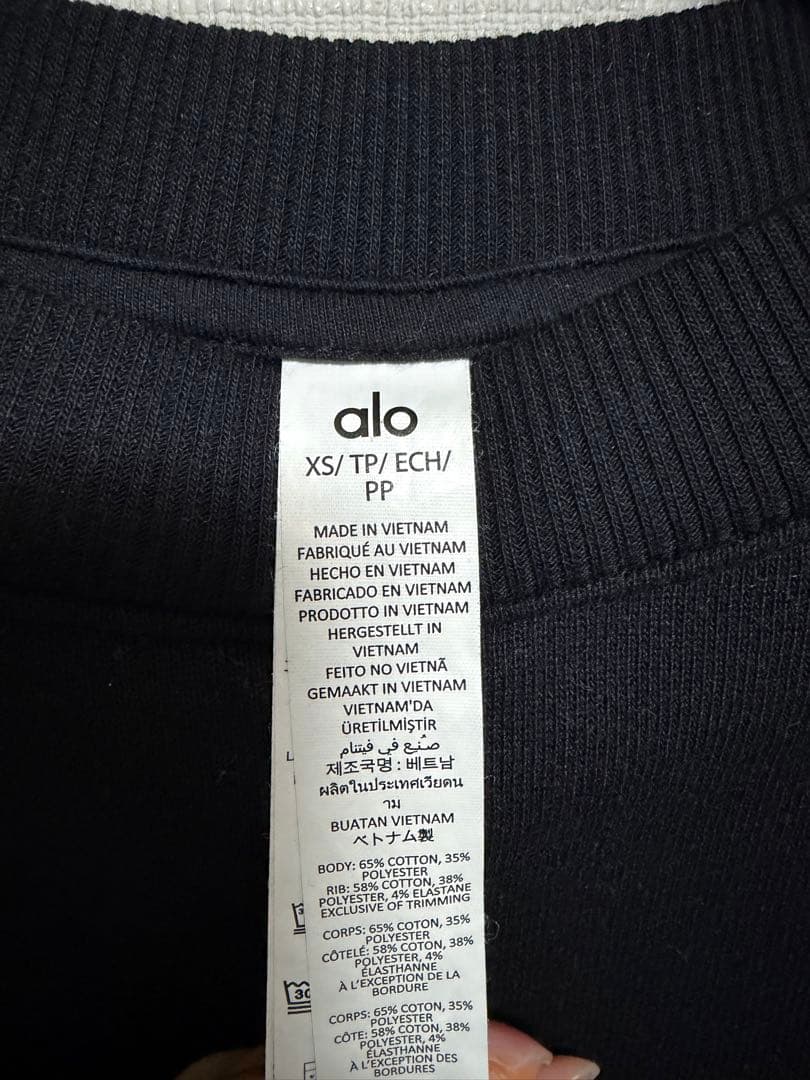 alo
XS/ TP/ ECH/
PP
MADE IN VIETNAM
FABRIQUÉ AU VIETNAM
HECHO EN VIETNAM
FABRICADO EN VIETNAM
PRODOTTO IN VIETNAM
HERGESTELLT IN
VIETNAM
FEITO NO VIETNÃ
GEMAAKT IN VIETNAM
VIETNAM'DA
ÜRETİLMİŞTİR
صُنِع في فيتنام
제조국명 : 베트남
ผลิตในประเทศเวียดน
าม
BUATAN VIETNAM
ベトナム製
BODY: 65% COTTON, 35%
POLYESTER
RIB: 58% COTTON, 38%
POLYESTER, 4% ELASTANE
EXCLUSIVE OF TRIMMING
CORPS: 65% COTON, 35%
POLYESTER
CÔTELÉ: 58% COTON, 38%
POLYESTER, 4%
ÉLASTHANNE
À L'EXCEPTION DE LA
BORDURE
CORPS: 65% COTON, 35%
POLYESTER
CÔTE: 58% COTON, 38%
POLYESTER, 4%
ÉLASTHANNE
À L'EXCEPTION DES
BORDURES
30